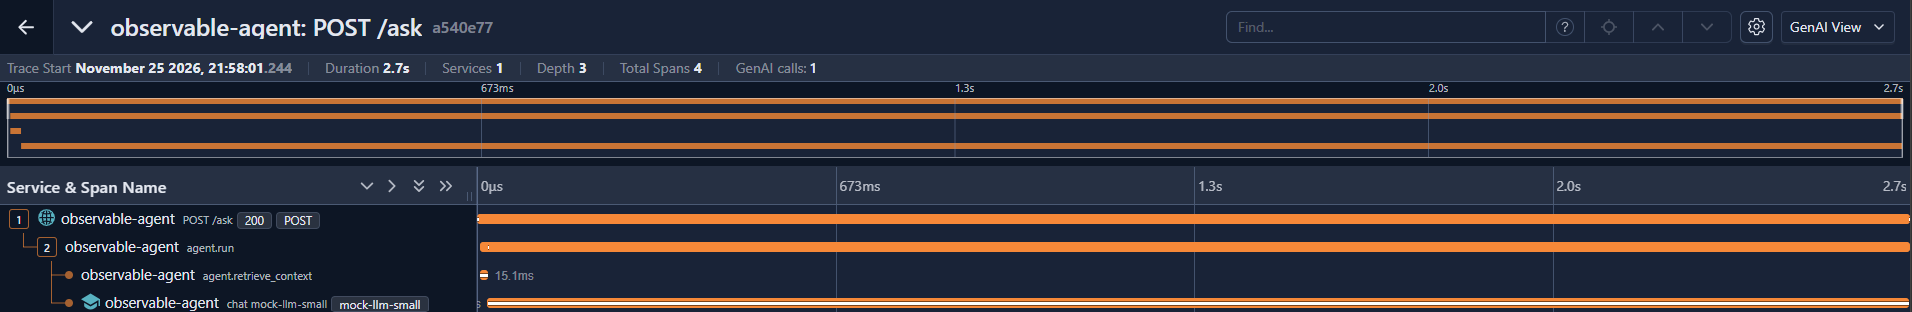 observable-agent: POST /ask a540e77 Find... ? GenAI View
Trace Start November 25 2026, 21:58:01.244 Duration 2.7s Services 1 Depth 3 Total Spans 4 GenAI calls: 1
0μs 673ms 1.3s 2.0s 2.7s
Service & Span Name 0μs 673ms 1.3s 2.0s 2.7s
1 observable-agent POST /ask 200 POST
2 observable-agent agent.run
observable-agent agent.retrieve_context 15.1ms
observable-agent chat mock-llm-small mock-llm-small s